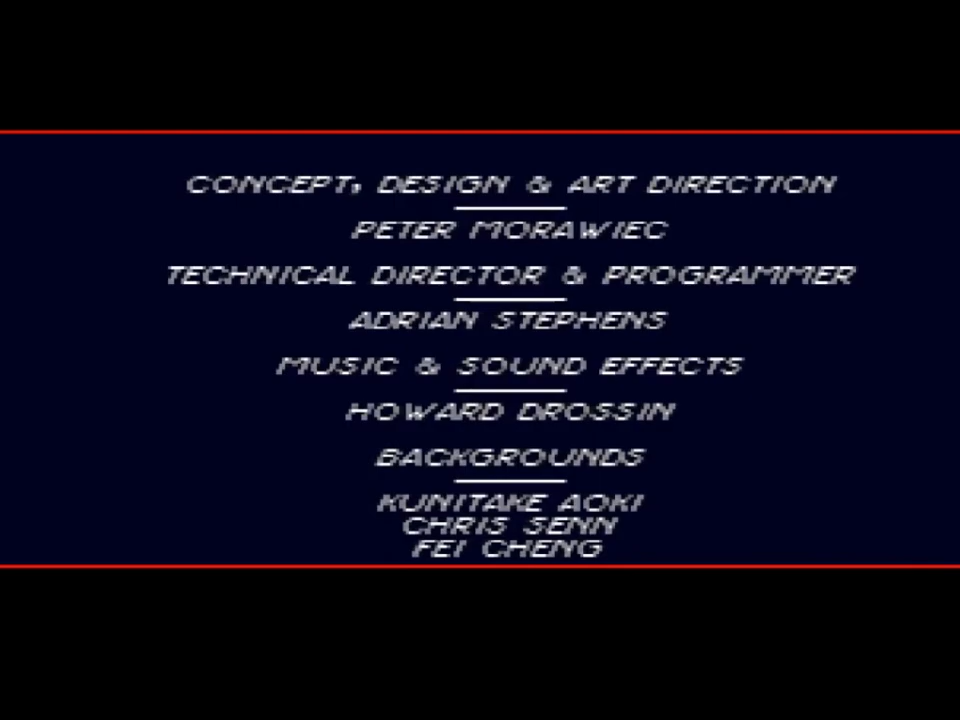 CONCEPT, DESIGN & ART DIRECTION
PETER MORAWIEC
TECHNICAL DIRECTOR & PROGRAMMER
ADRIAN STEPHENS
MUSIC & SOUND EFFECTS
HOWARD DROSSIN
BACKGROUNDS
KUNITAKE AOKI
CHRIS SENN
FEI CHENG